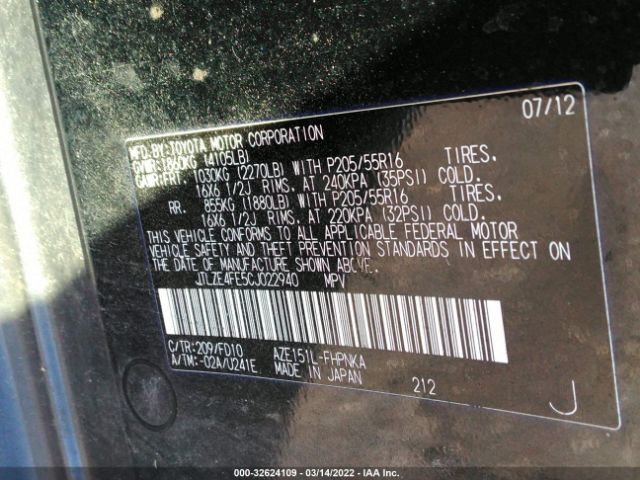 07/12
MFD.BY:TOYOTA MOTOR CORPORATION
GVWR:1860KG (4105LB)
GAWR:FRT. 1030KG (2270LB) WITH P205/55R16 TIRES.
16X6 1/2J RIMS. AT 240KPA (35PSI) COLD.
RR. 855KG (1880LB) WITH P205/55R16 TIRES.
16X6 1/2J RIMS. AT 220KPA (32PSI) COLD.
THIS VEHICLE CONFORMS TO ALL APPLICABLE FEDERAL MOTOR
VEHICLE SAFETY AND THEFT PREVENTION STANDARDS IN EFFECT ON
THE DATE OF MANUFACTURE SHOWN ABOVE.
JTLZE4FE5CJ022940 MPV
C/TR:209/FD10 AZE151L-FHPNKA
A/TM:-02A/U241E MADE IN JAPAN
212
J
000-32624109 - 03/14/2022 - IAA Inc.